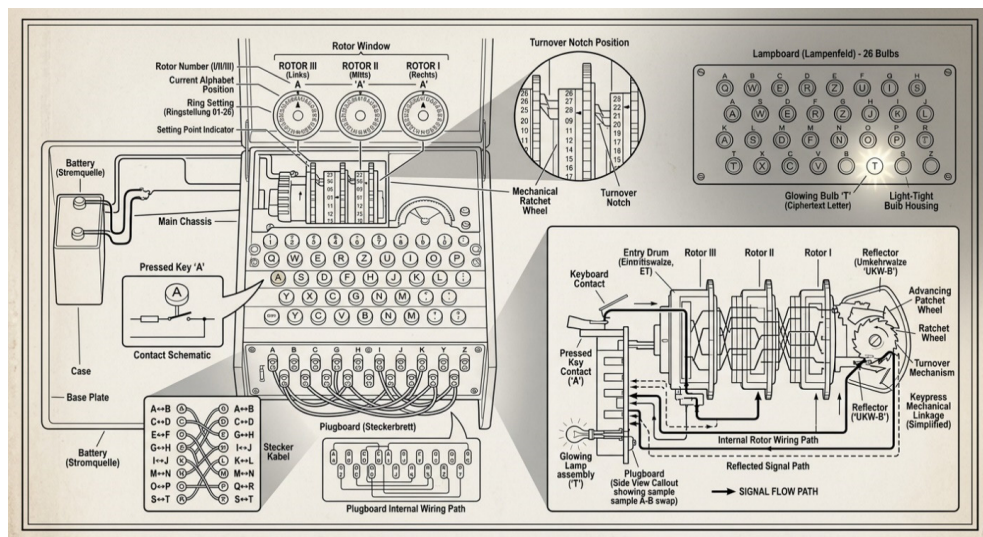 Rotor Window
Rotor Number (I/II/III)
ROTOR III
(Links)
A
ROTOR II
(Mitts)
'A'
ROTOR I
(Rechts)
A'
Current Alphabet
Position
Ring Setting
(Ringstellung 01-26)
Setting Point Indicator
Turnover Notch Position
Mechanical
Ratchet
Wheel
Turnover
Notch
Lampboard (Lampenfeld) - 26 Bulbs
A W E R D F G H
Q W E R Z U I S
A S D F G H I J
A W E R Z J K L
K S L M N O P R
A S D M N O P T
T X C V B T S Z
Glowing Bulb 'T'
(Ciphertext Letter)
Light-Tight
Bulb Housing
Battery
(Stremquelle)
Main Chassis
Pressed Key 'A'
A
Contact Schematic
Case
Base Plate
Battery
(Stromquelle)
Q W E R U I O P
A S D F H J K L
Y X C G N M
Y C V B N M
A B C G H I J K Y Z
Plugboard (Steckerbrett)
A↔B A↔B
C↔D C↔D
E↔F G↔H
G↔H I↔J
I↔J K↔L
M↔N M↔N
O↔P Q↔R
S↔T S↔T
Stecker
Kabel
Plugboard Internal Wiring Path
Entry Drum
(Eintritiswalze,
ET)
Rotor III
Rotor II
Rotor I
Reflector
(Umkehrwalze
'UKW-B')
Keyboard
Contact
Advancing
Patchet
Wheel
Ratchet
Wheel
Turnover
Mechanism
Pressed
Ksy
Contact
('A')
Reflector
('UKW-B')
Keypress
Mechanical
Linkage
(Simplified)
Internal Rotor Wiring Path
Reflected Signal Path
Glowing
Lamp
assembly
('T')
Plugboard
(Side View Callout
showing sample
sample A-B swap)
SIGNAL FLOW PATH